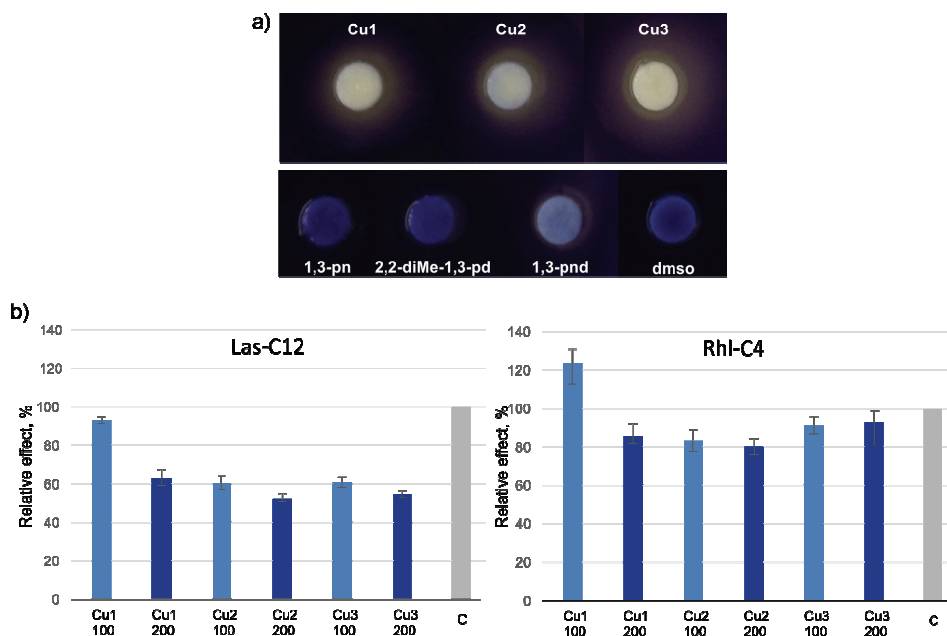 a)
Cu1 Cu2 Cu3
1,3-pn 2,2-diMe-1,3-pd 1,3-pnd dmso
b)
Las-C12
Relative effect, %
140
120
100
80
60
40
20
0
Cu1 100
Cu1 200
Cu2 100
Cu2 200
Cu3 100
Cu3 200
C
Rhl-C4
Relative effect, %
140
120
100
80
60
40
20
0
Cu1 100
Cu1 200
Cu2 100
Cu2 200
Cu3 100
Cu3 200
C